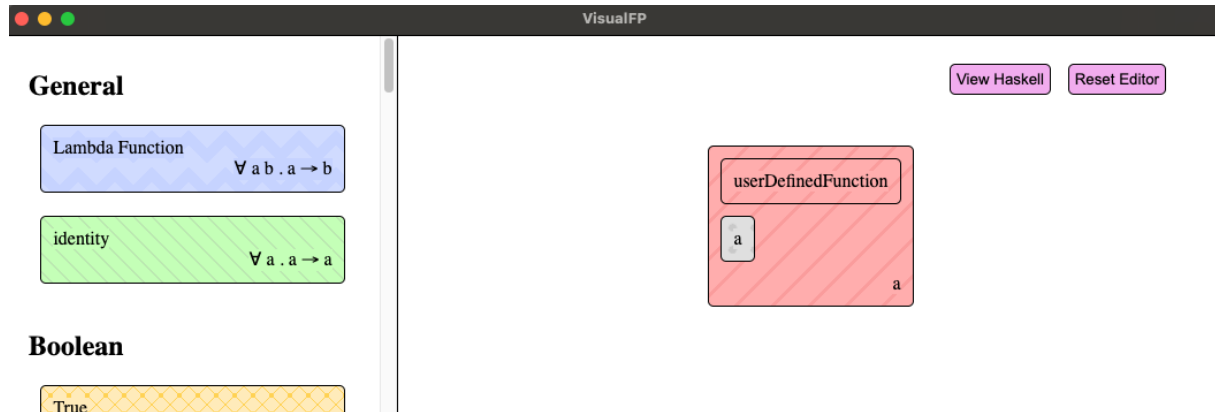 VisualFP
General
Lambda Function
∀ a b . a → b
identity
∀ a . a → a
Boolean
True
View Haskell
Reset Editor
userDefinedFunction
a
a